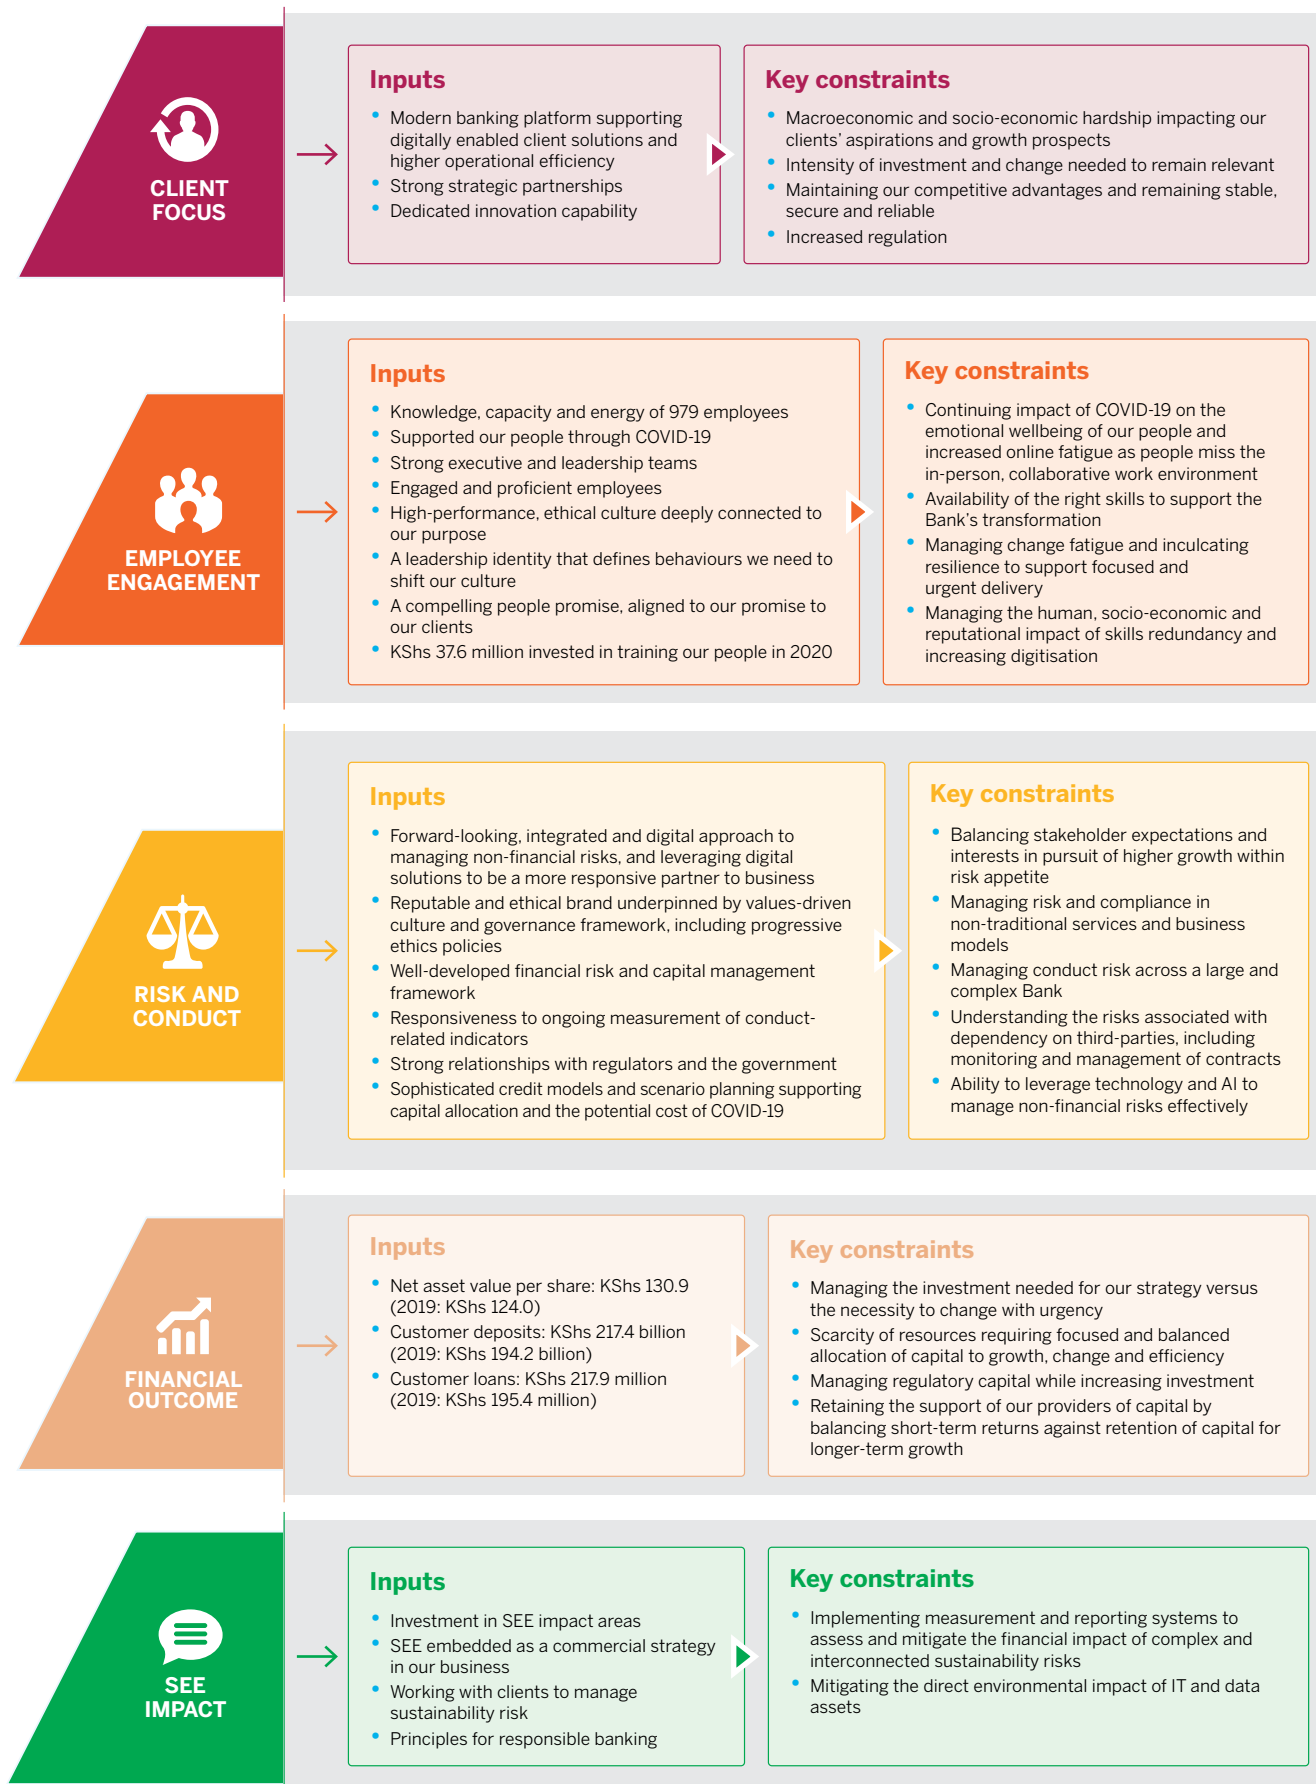 CLIENT
FOCUS
Inputs
• Modern banking platform supporting
digitally enabled client solutions and
higher operational efficiency
• Strong strategic partnerships
• Dedicated innovation capability
Key constraints
• Macroeconomic and socio-economic hardship impacting our
clients’ aspirations and growth prospects
• Intensity of investment and change needed to remain relevant
• Maintaining our competitive advantages and remaining stable,
secure and reliable
• Increased regulation
EMPLOYEE
ENGAGEMENT
Inputs
• Knowledge, capacity and energy of 979 employees
• Supported our people through COVID-19
• Strong executive and leadership teams
• Engaged and proficient employees
• High-performance, ethical culture deeply connected to
our purpose
• A leadership identity that defines behaviours we need to
shift our culture
• A compelling people promise, aligned to our promise to
our clients
• KShs 37.6 million invested in training our people in 2020
Key constraints
• Continuing impact of COVID-19 on the
emotional wellbeing of our people and
increased online fatigue as people miss the
in-person, collaborative work environment
• Availability of the right skills to support the
Bank’s transformation
• Managing change fatigue and inculcating
resilience to support focused and
urgent delivery
• Managing the human, socio-economic and
reputational impact of skills redundancy and
increasing digitisation
RISK AND
CONDUCT
Inputs
• Forward-looking, integrated and digital approach to
managing non-financial risks, and leveraging digital
solutions to be a more responsive partner to business
• Reputable and ethical brand underpinned by values-driven
culture and governance framework, including progressive
ethics policies
• Well-developed financial risk and capital management
framework
• Responsiveness to ongoing measurement of conduct-
related indicators
• Strong relationships with regulators and the government
• Sophisticated credit models and scenario planning supporting
capital allocation and the potential cost of COVID-19
Key constraints
• Balancing stakeholder expectations and
interests in pursuit of higher growth within
risk appetite
• Managing risk and compliance in
non-traditional services and business
models
• Managing conduct risk across a large and
complex Bank
• Understanding the risks associated with
dependency on third-parties, including
monitoring and management of contracts
• Ability to leverage technology and AI to
manage non-financial risks effectively
FINANCIAL
OUTCOME
Inputs
• Net asset value per share: KShs 130.9
(2019: KShs 124.0)
• Customer deposits: KShs 217.4 billion
(2019: KShs 194.2 billion)
• Customer loans: KShs 217.9 million
(2019: KShs 195.4 million)
Key constraints
• Managing the investment needed for our strategy versus
the necessity to change with urgency
• Scarcity of resources requiring focused and balanced
allocation of capital to growth, change and efficiency
• Managing regulatory capital while increasing investment
• Retaining the support of our providers of capital by
balancing short-term returns against retention of capital for
longer-term growth
SEE
IMPACT
Inputs
• Investment in SEE impact areas
• SEE embedded as a commercial strategy
in our business
• Working with clients to manage
sustainability risk
• Principles for responsible banking
Key constraints
• Implementing measurement and reporting systems to
assess and mitigate the financial impact of complex and
interconnected sustainability risks
• Mitigating the direct environmental impact of IT and data
assets